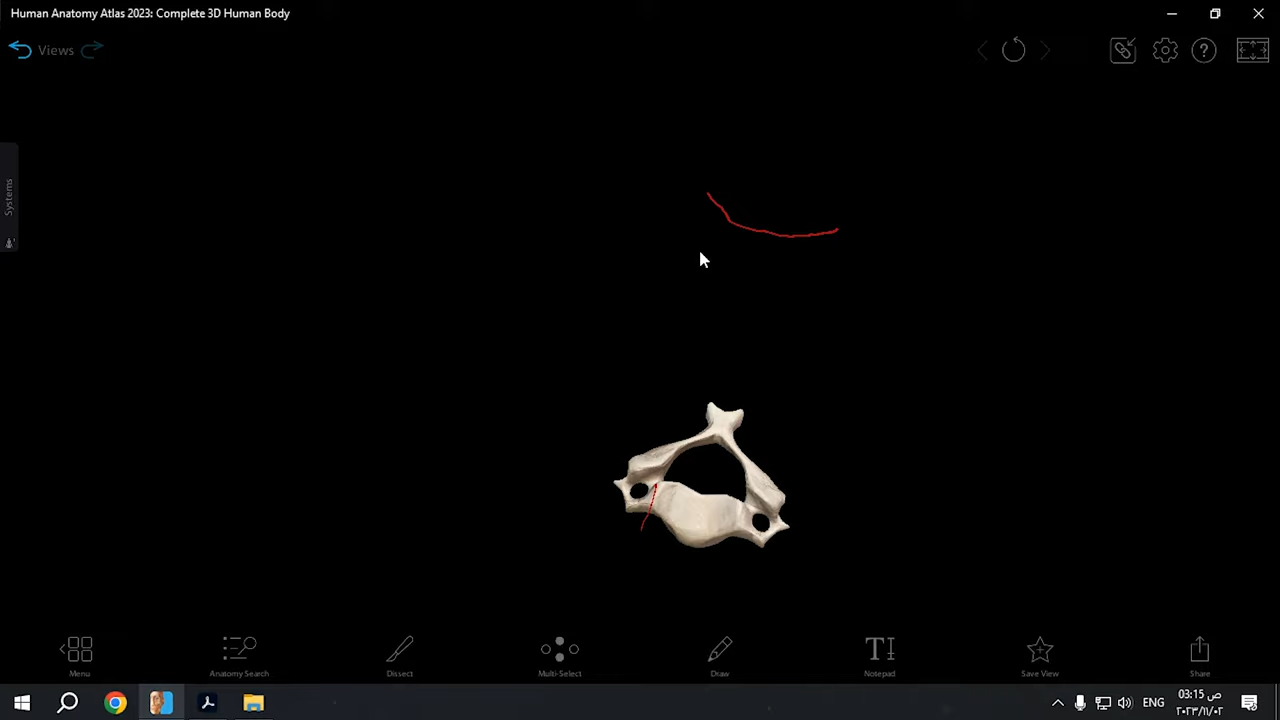 Human Anatomy Atlas 2023: Complete 3D Human Body
Views
Systems
Menu
Anatomy Search
Dissect
Multi-Select
Draw
Notepad
Save View
Share
ENG
03:15 ص
٢٠٢٣/١١/٠٢